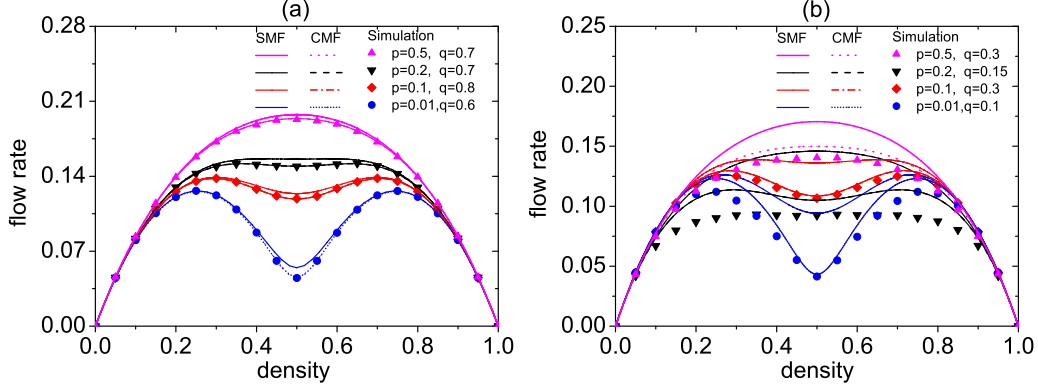 (a)
0.28
0.21
0.14
0.07
0.00
flow rate
0.0 0.2 0.4 0.6 0.8 1.0
density
SMF CMF Simulation
p=0.5, q=0.7
p=0.2, q=0.7
p=0.1, q=0.8
p=0.01,q=0.6
(b)
0.25
0.20
0.15
0.10
0.05
0.00
flow rate
0.0 0.2 0.4 0.6 0.8 1.0
density
SMF CMF Simulation
p=0.5, q=0.3
p=0.2, q=0.15
p=0.1, q=0.3
p=0.01,q=0.1